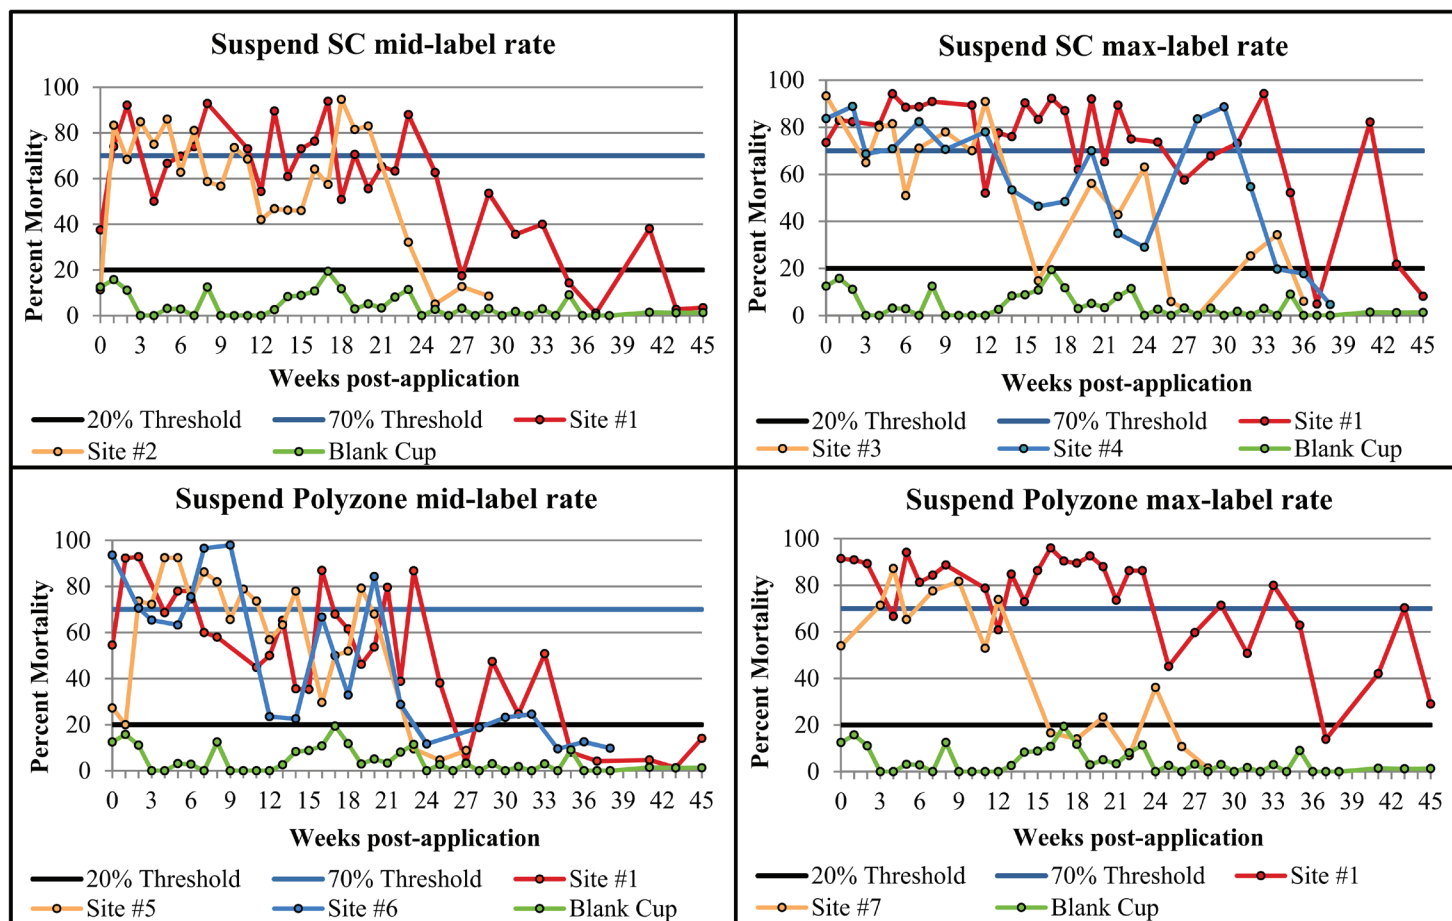 Suspend SC mid-label rate
Percent Mortality
100
80
60
40
20
0
0 3 6 9 12 15 18 21 24 27 30 33 36 39 42 45
Weeks post-application
20% Threshold 70% Threshold Site #1
Site #2 Blank Cup
Suspend SC max-label rate
Percent Mortality
100
80
60
40
20
0
0 3 6 9 12 15 18 21 24 27 30 33 36 39 42 45
Weeks post-application
20% Threshold 70% Threshold Site #1
Site #3 Site #4 Blank Cup
Suspend Polyzone mid-label rate
Percent Mortality
100
80
60
40
20
0
0 3 6 9 12 15 18 21 24 27 30 33 36 39 42 45
Weeks post-application
20% Threshold 70% Threshold Site #1
Site #5 Site #6 Blank Cup
Suspend Polyzone max-label rate
Percent Mortality
100
80
60
40
20
0
0 3 6 9 12 15 18 21 24 27 30 33 36 39 42 45
Weeks post-application
20% Threshold 70% Threshold Site #1
Site #7 Blank Cup